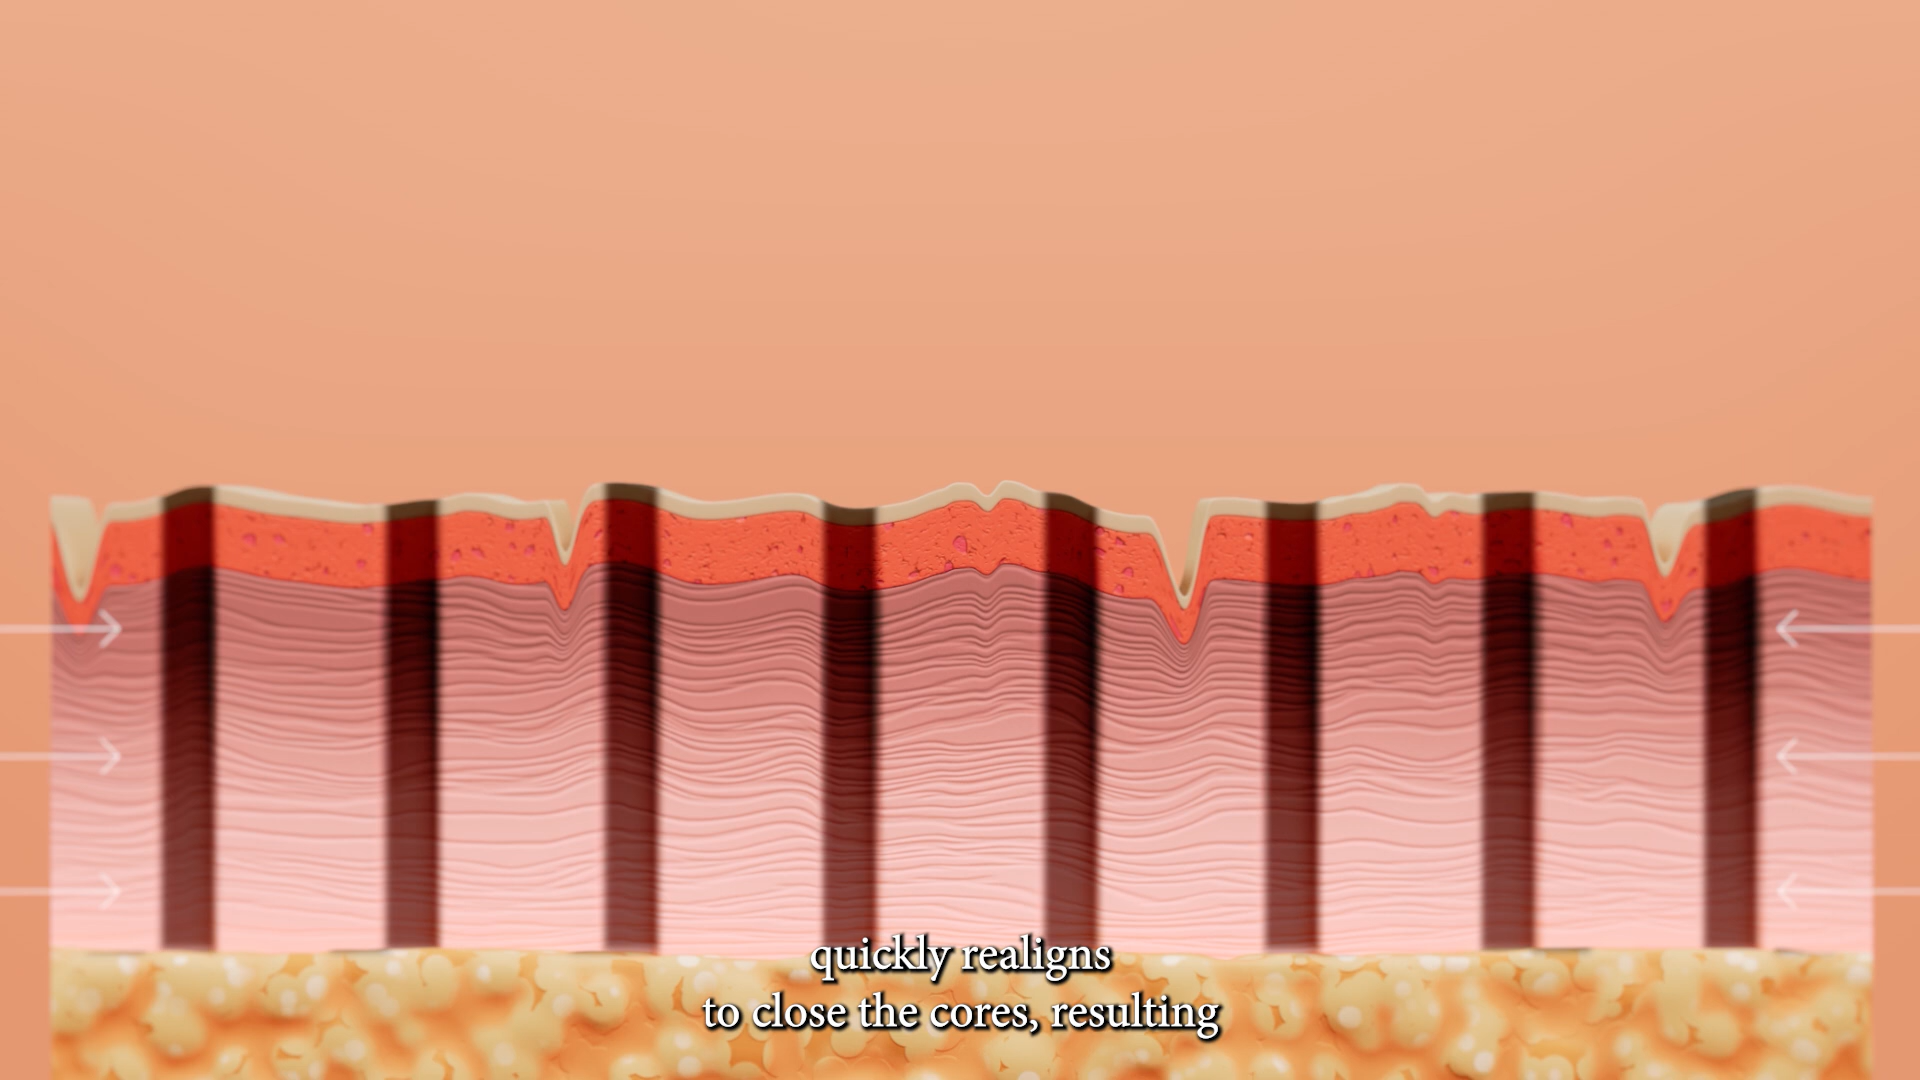 quickly realigns
to close the cores, resulting